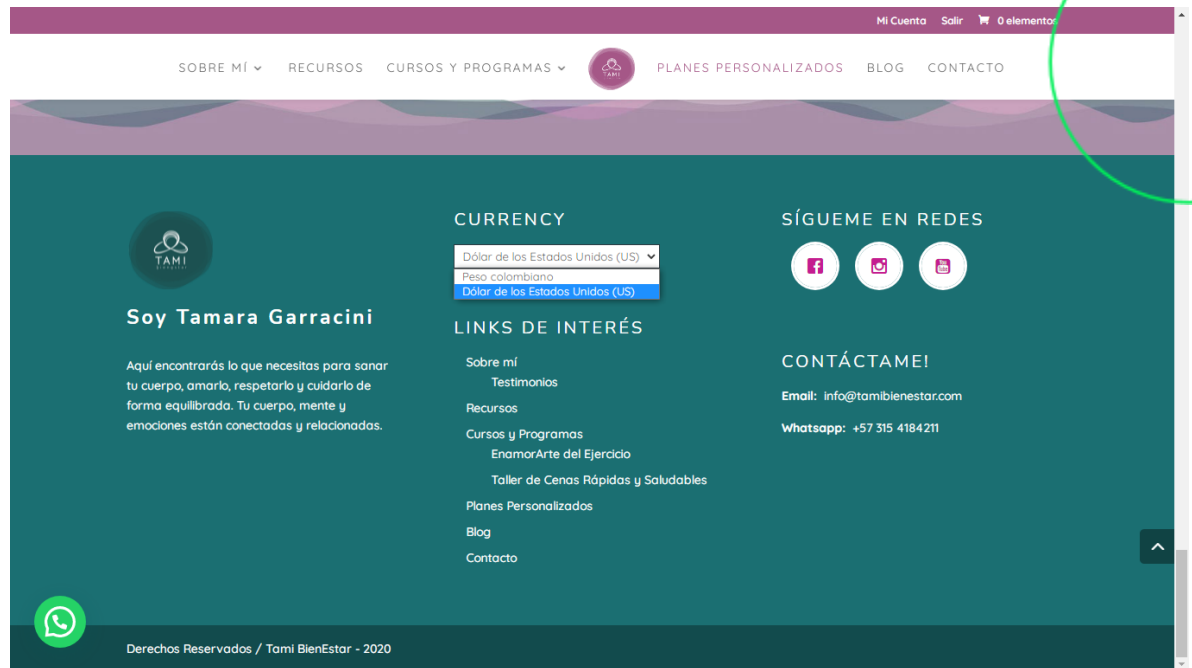 Mi Cuenta Salir 0 elementos
SOBRE MÍ RECURSOS CURSOS Y PROGRAMAS TAMI PLANES PERSONALIZADOS BLOG CONTACTO
TAMI
Soy Tamara Garracini
Aquí encontrarás lo que necesitas para sanar
tu cuerpo, amarlo, respetarlo y cuidarlo de
forma equilibrada. Tu cuerpo, mente y
emociones están conectadas y relacionadas.
CURRENCY
Dólar de los Estados Unidos (US)
Peso colombiano
Dólar de los Estados Unidos (US)
LINKS DE INTERÉS
Sobre mí
Testimonios
Recursos
Cursos y Programas
EnamorArte del Ejercicio
Taller de Cenas Rápidas y Saludables
Planes Personalizados
Blog
Contacto
SÍGUEME EN REDES
You
Tube
CONTÁCTAME!
Email: info@tamibienestar.com
Whatsapp: +57 315 4184211
Derechos Reservados / Tami BienEstar - 2020